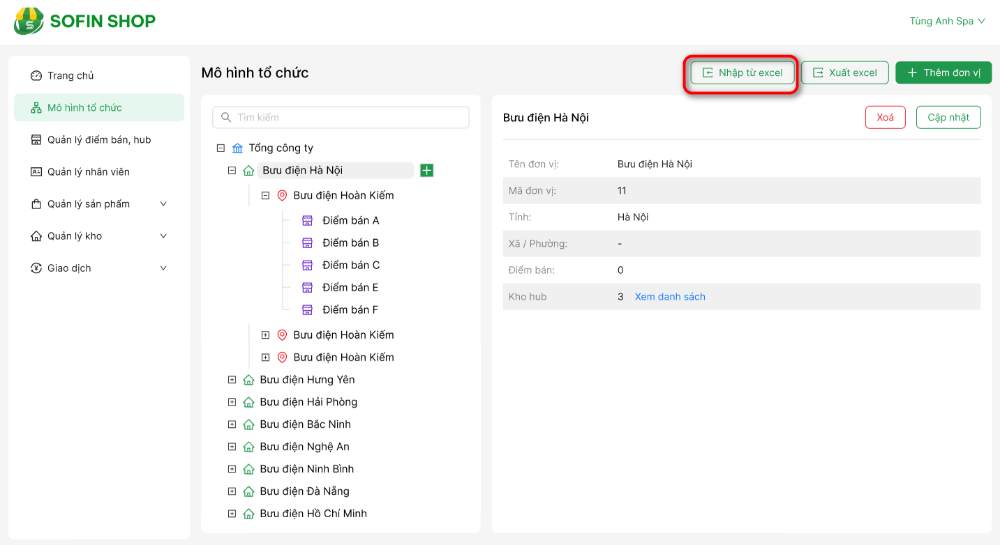 SOFIN SHOP
Tùng Anh Spa
Trang chủ
Mô hình tổ chức
Quản lý điểm bán, hub
Quản lý nhân viên
Quản lý sản phẩm
Quản lý kho
Giao dịch
Mô hình tổ chức
Nhập từ excel
Xuất excel
Thêm đơn vị
Tìm kiếm
Tổng công ty
Bưu điện Hà Nội
Bưu điện Hoàn Kiếm
Điểm bán A
Điểm bán B
Điểm bán C
Điểm bán E
Điểm bán F
Bưu điện Hoàn Kiếm
Bưu điện Hoàn Kiếm
Bưu điện Hưng Yên
Bưu điện Hải Phòng
Bưu điện Bắc Ninh
Bưu điện Nghệ An
Bưu điện Ninh Bình
Bưu điện Đà Nẵng
Bưu điện Hồ Chí Minh
Bưu điện Hà Nội
Xoá
Cập nhật
Tên đơn vị: Bưu điện Hà Nội
Mã đơn vị: 11
Tỉnh: Hà Nội
Xã / Phường: -
Điểm bán: 0
Kho hub 3 Xem danh sách